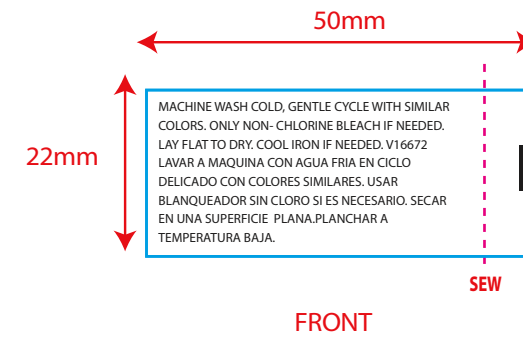 50mm
22mm
MACHINE WASH COLD, GENTLE CYCLE WITH SIMILAR
COLORS. ONLY NON- CHLORINE BLEACH IF NEEDED.
LAY FLAT TO DRY. COOL IRON IF NEEDED. V16672
LAVAR A MAQUINA CON AGUA FRIA EN CICLO
DELICADO CON COLORES SIMILARES. USAR
BLANQUEADOR SIN CLORO SI ES NECESARIO. SECAR
EN UNA SUPERFICIE  PLANA.PLANCHAR A
TEMPERATURA BAJA.
SEW
FRONT